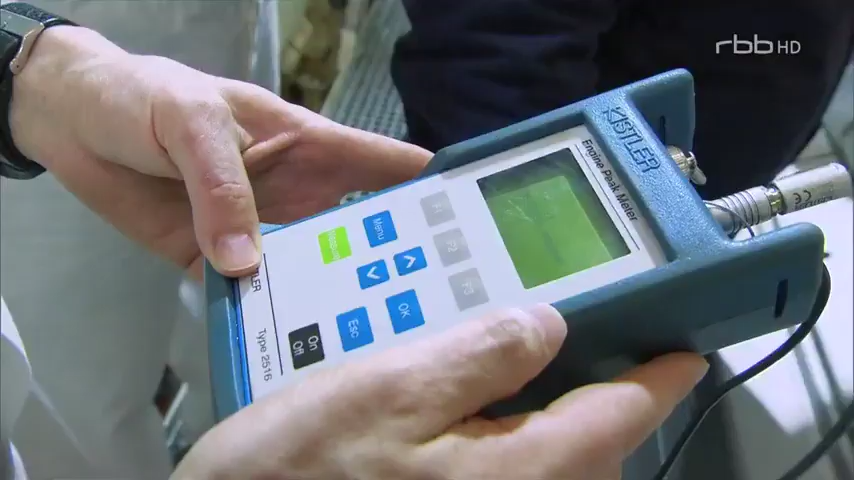 rbb HD
KISTLER
Engine Peak Meter
F1
F2
F3
Menu
Esc
OK
On
Off
Type 2516